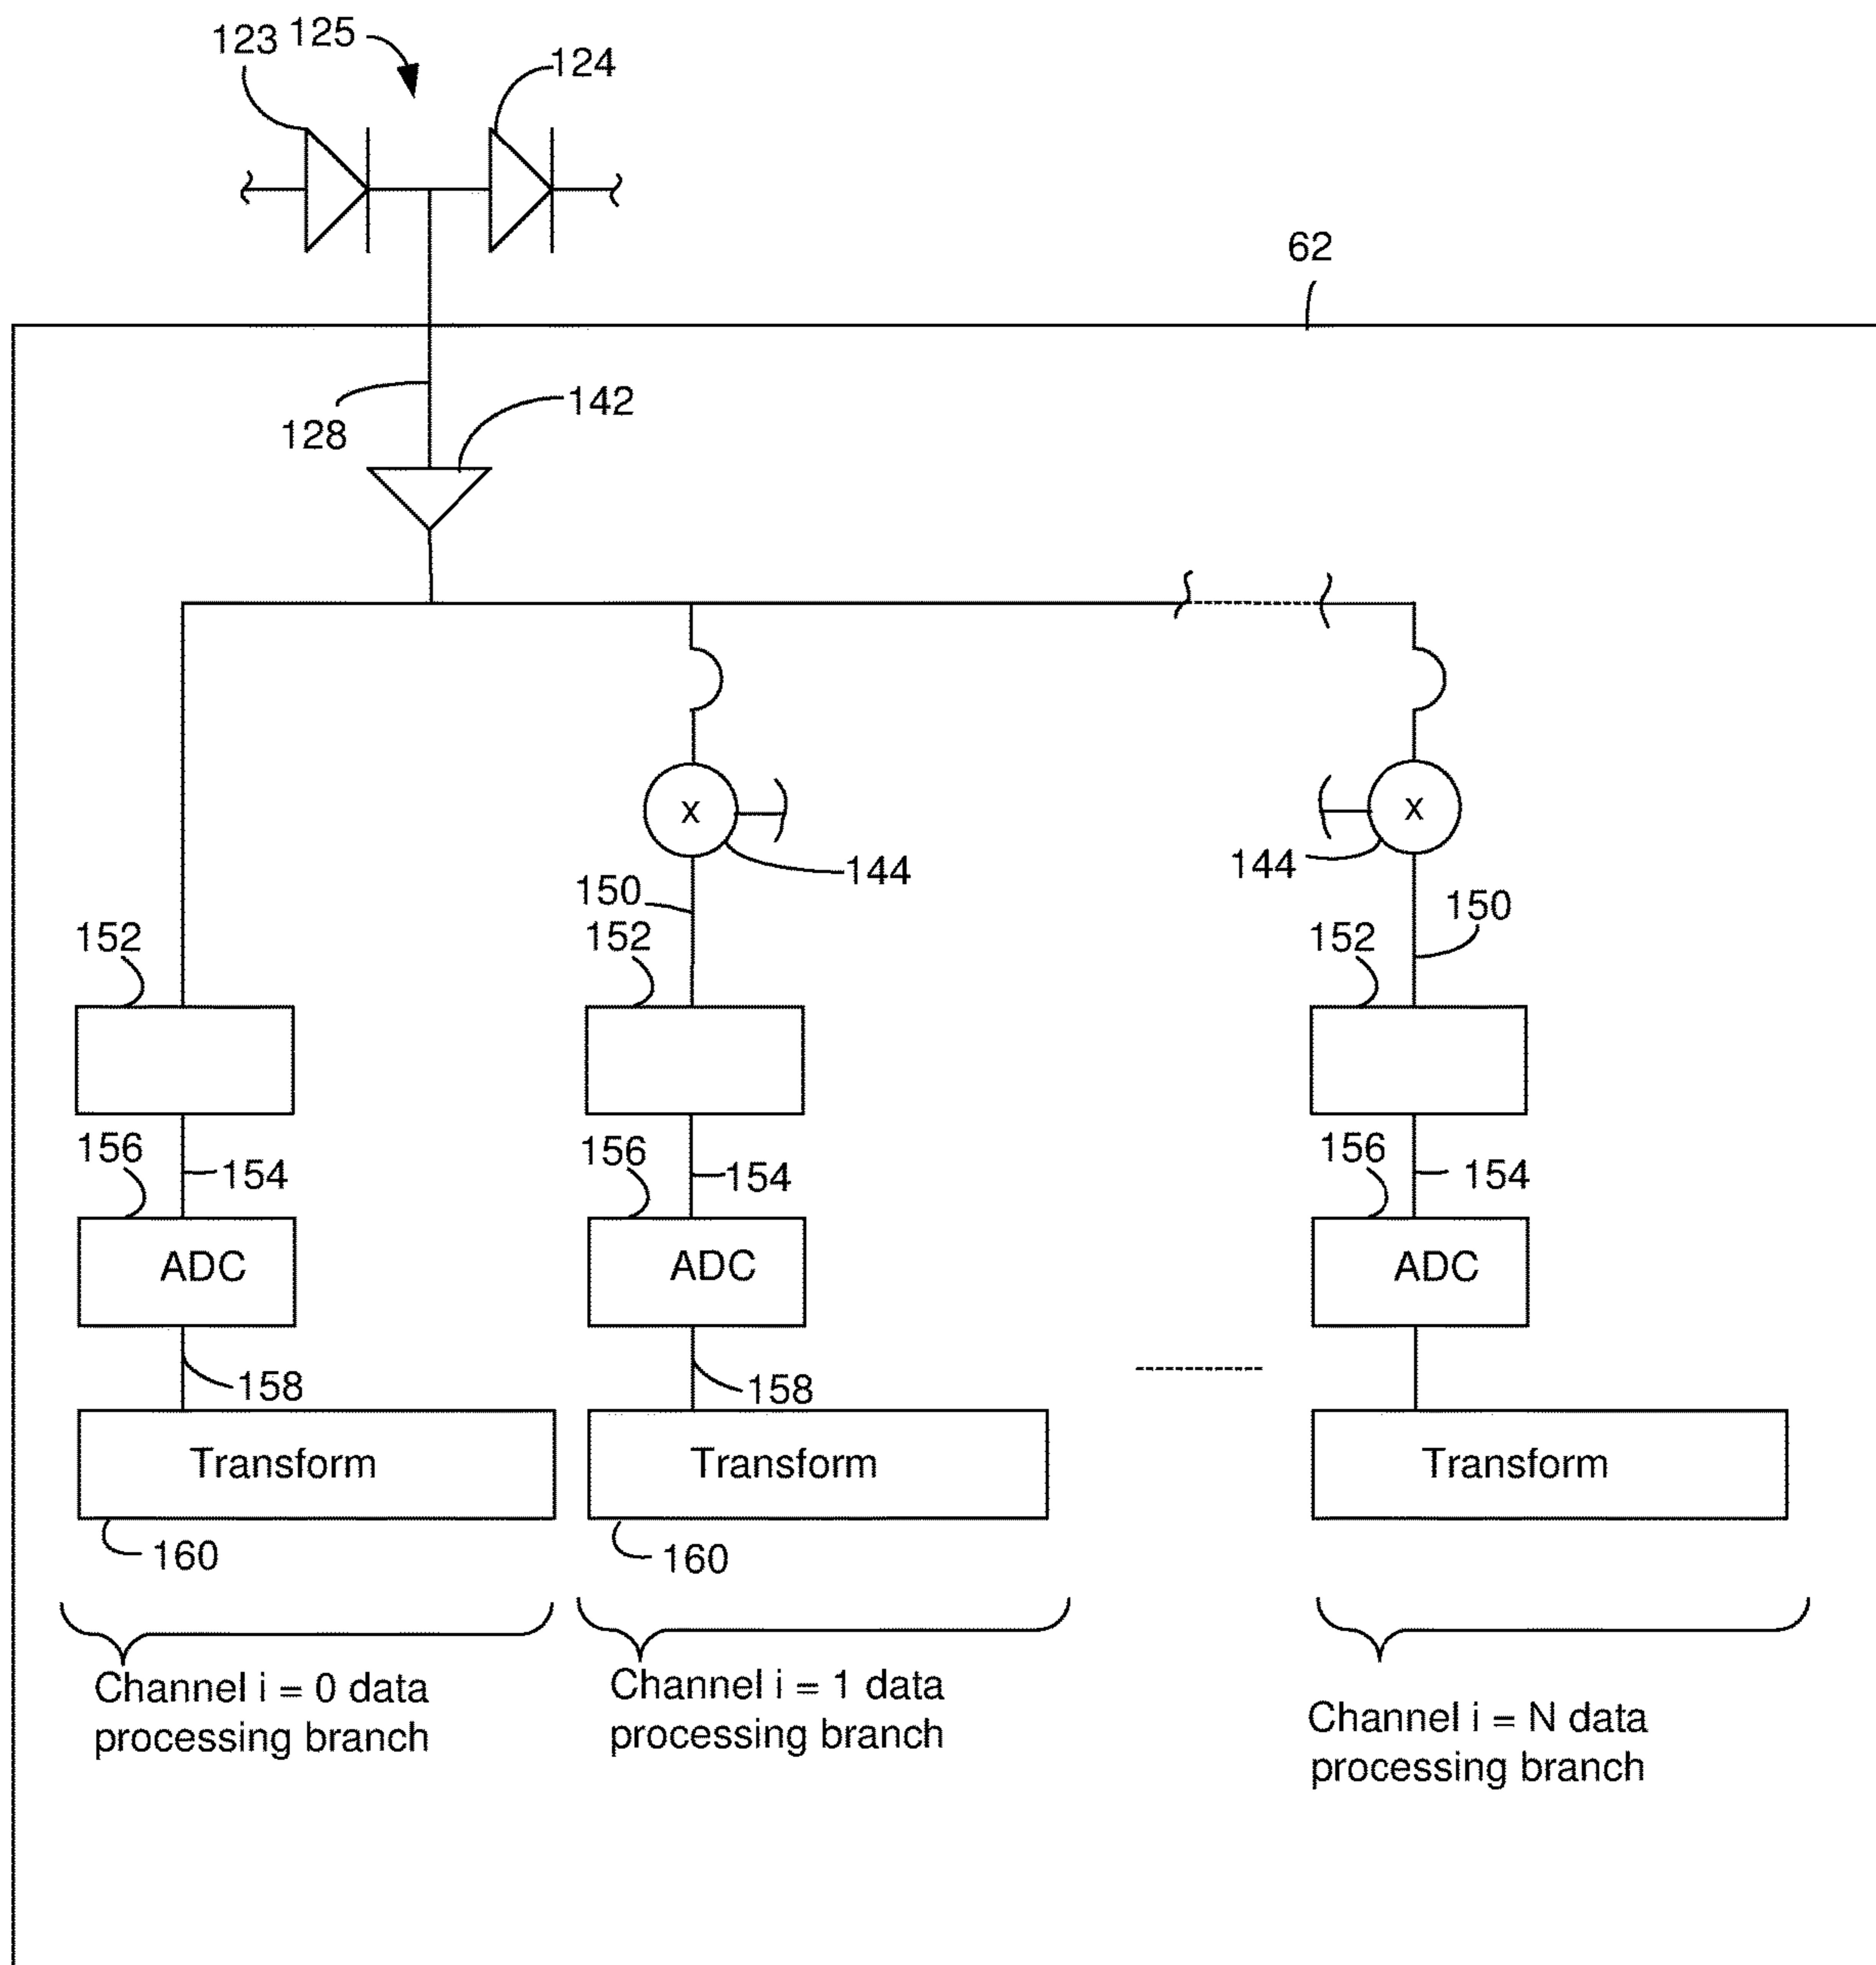 123
125
124
62
128
142
x
x
144
144
150
150
152
152
152
156
154
156
154
156
154
ADC
ADC
ADC
158
158
Transform
Transform
Transform
160
160
Channel i = 0 data
processing branch
Channel i = 1 data
processing branch
Channel i = N data
processing branch